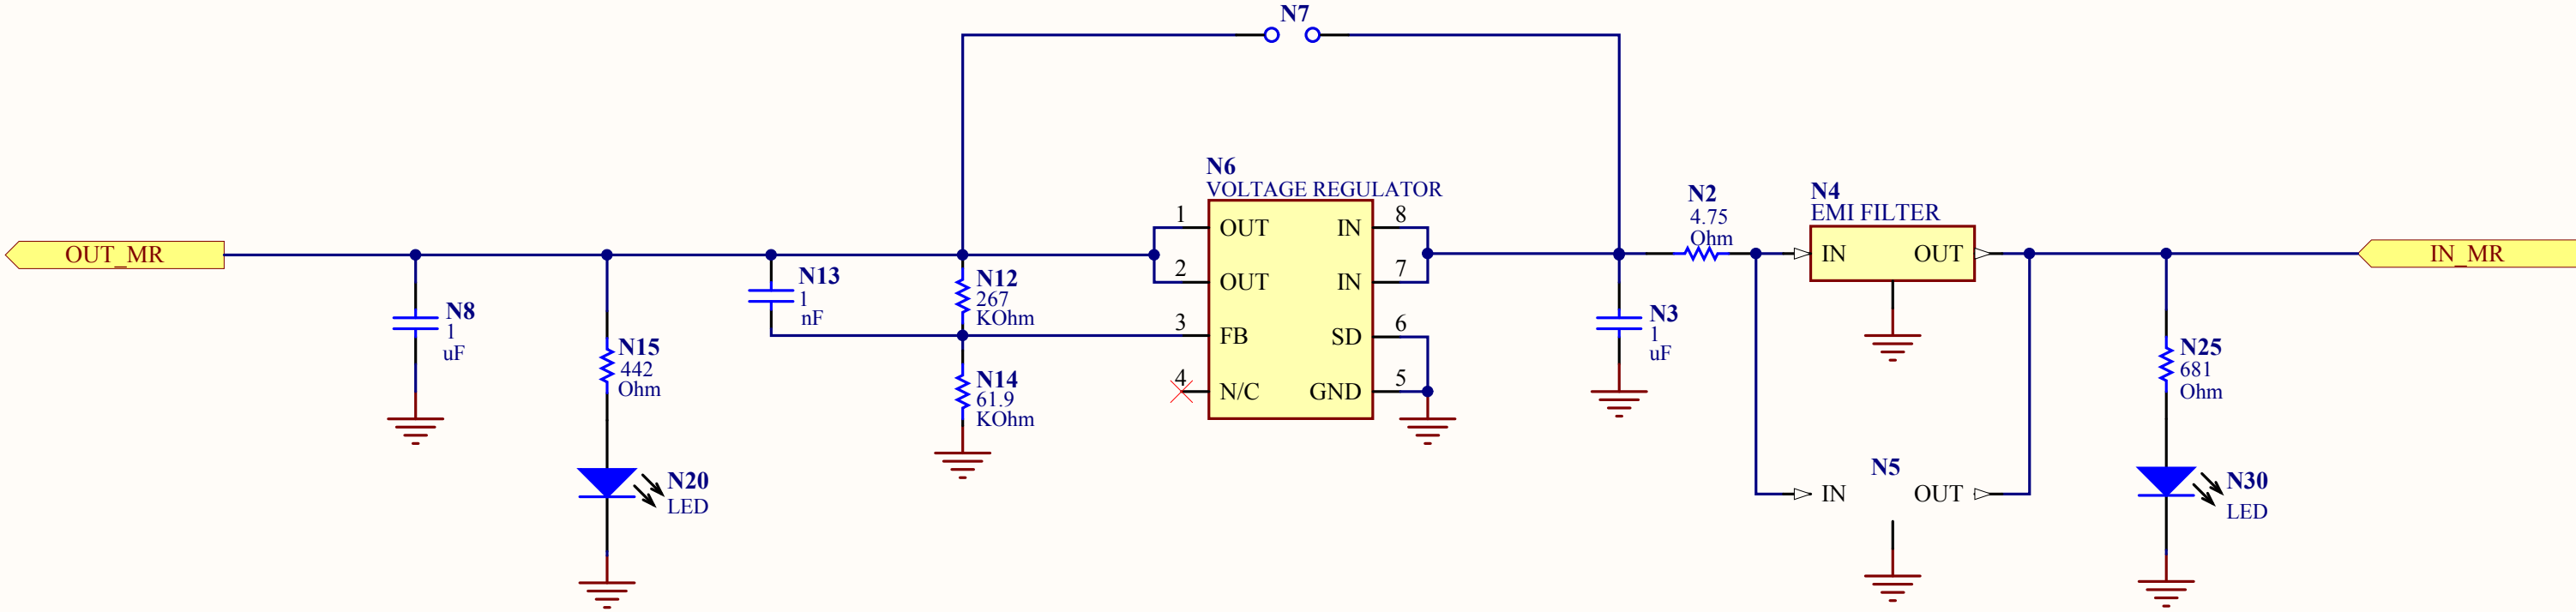 N7
N6
VOLTAGE REGULATOR
N2
4.75
Ohm
N4
EMI FILTER
OUT_MR
1
OUT
IN
8
2
OUT
IN
7
3
FB
SD
6
4
N/C
GND
5
IN
OUT
IN_MR
N13
1
nF
N12
267
KOhm
N8
1
uF
N3
1
uF
N15
442
Ohm
N14
61.9
KOhm
N25
681
Ohm
N20
LED
N5
IN
OUT
N30
LED